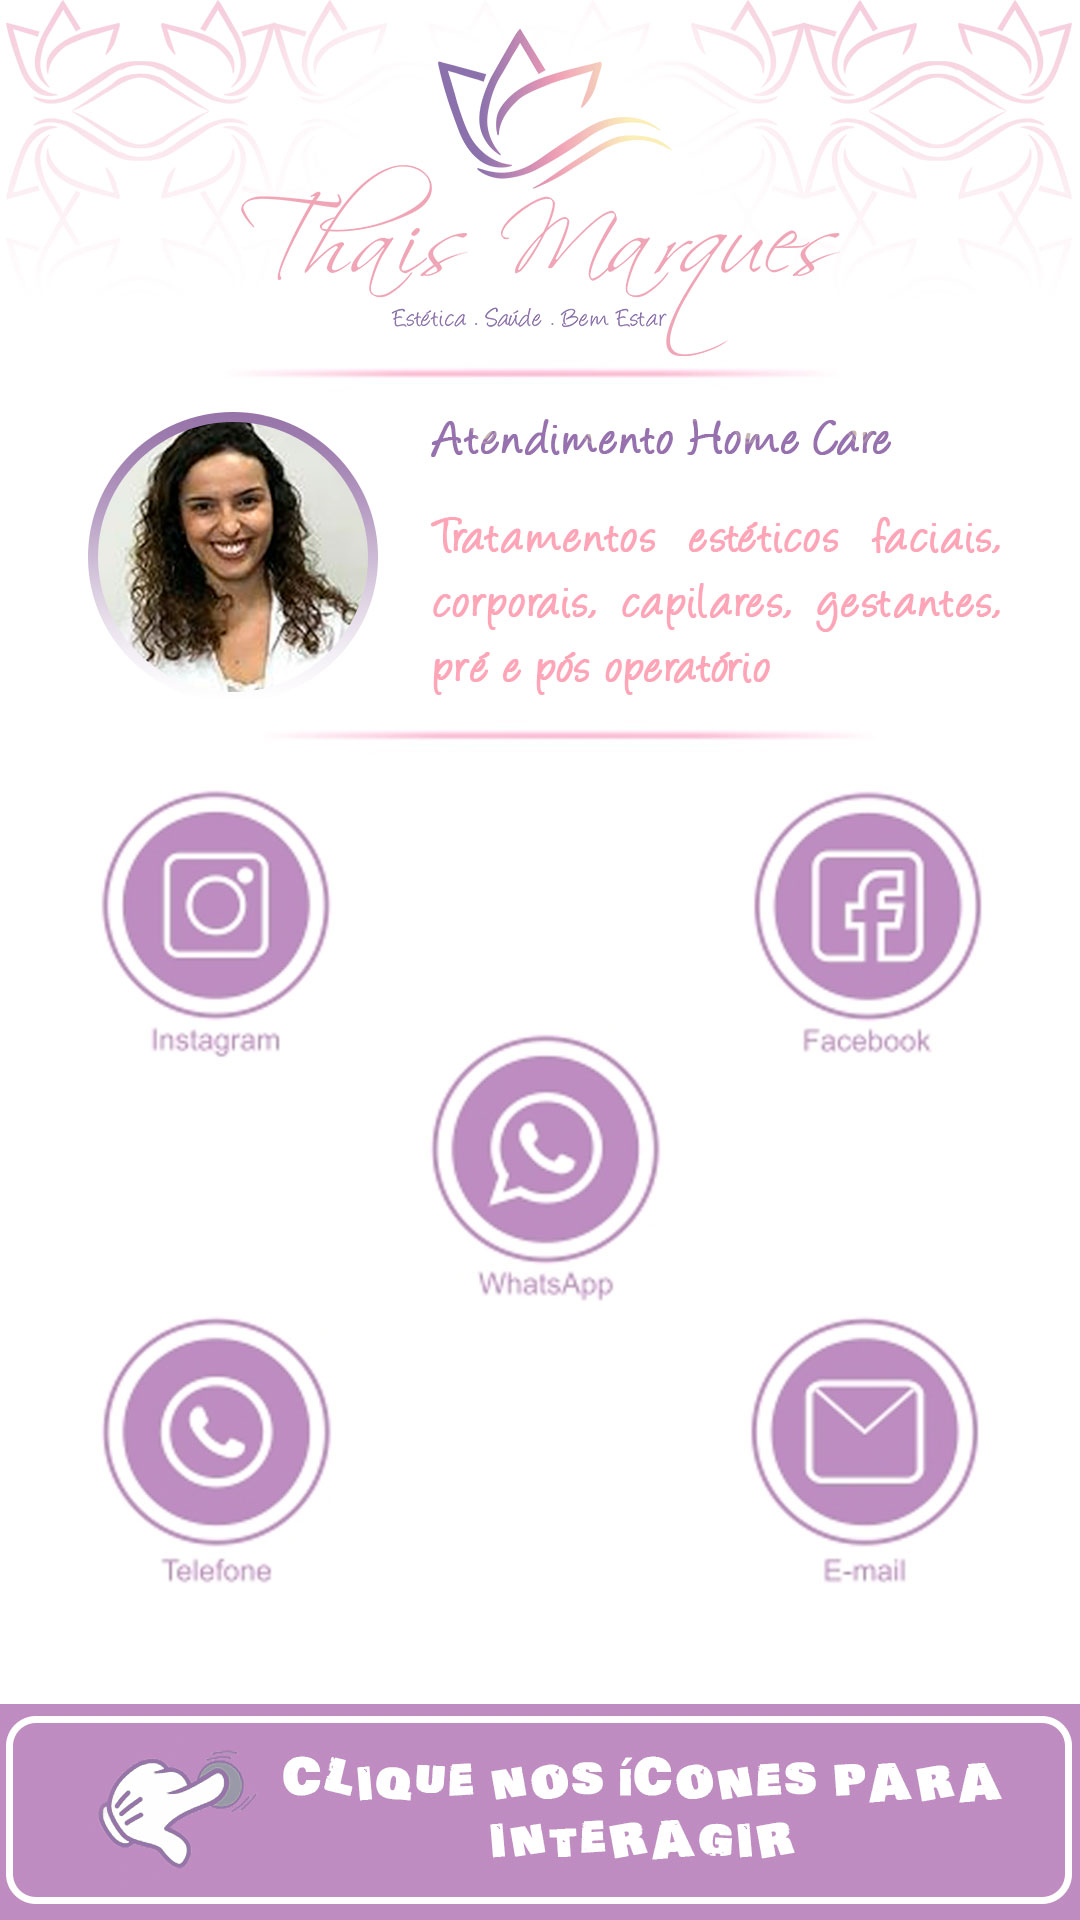 Thais Marques
Estética . Saúde . Bem Estar
Atendimento Home Care
Tratamentos estéticos faciais,
corporais, capilares, gestantes,
pré e pós operatório
Instagram
Facebook
WhatsApp
Telefone
E-mail
CLIQUE NOS ÍCONES PARA
INTERAGIR